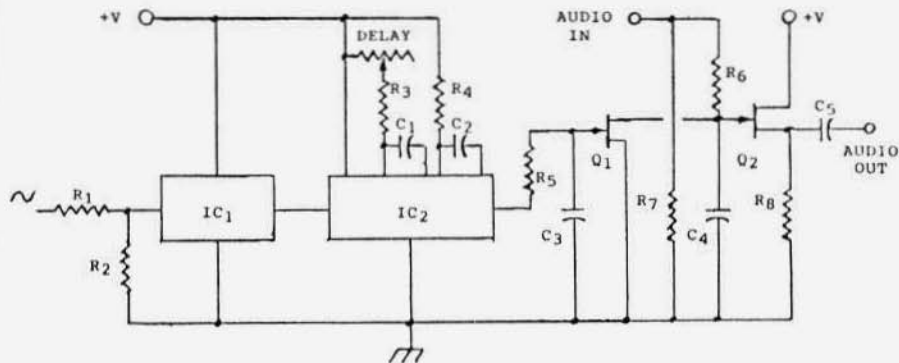 +V
DELAY
AUDIO IN
+V
R3
R4
R6
C1
C2
C5
R1
IC1
IC2
R5
Q1
Q2
AUDIO OUT
R2
C3
R7
C4
R8